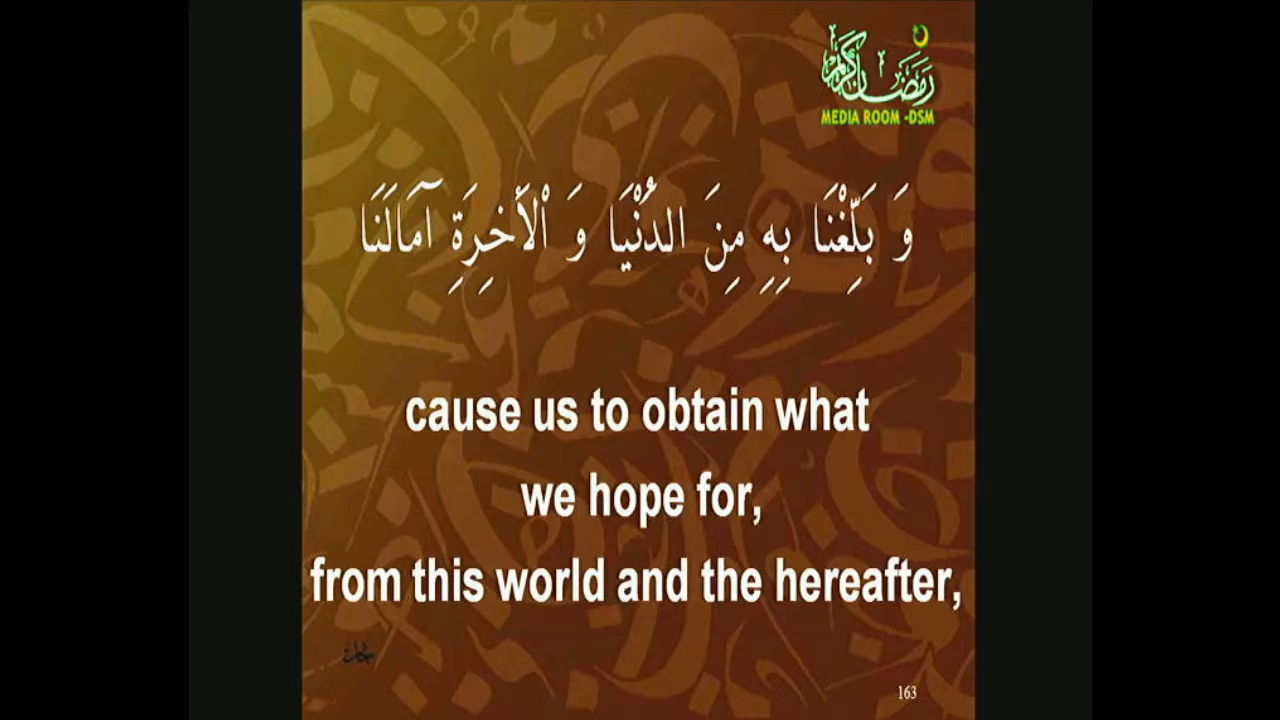 رمضان كريم
MEDIA ROOM -DSM
وَ بَلِّغْنَا بِهِ مِنَ الدُّنْيَا وَ الْأَخِرَةِ آمَالَنَا
cause us to obtain what
we hope for,
from this world and the hereafter,
163